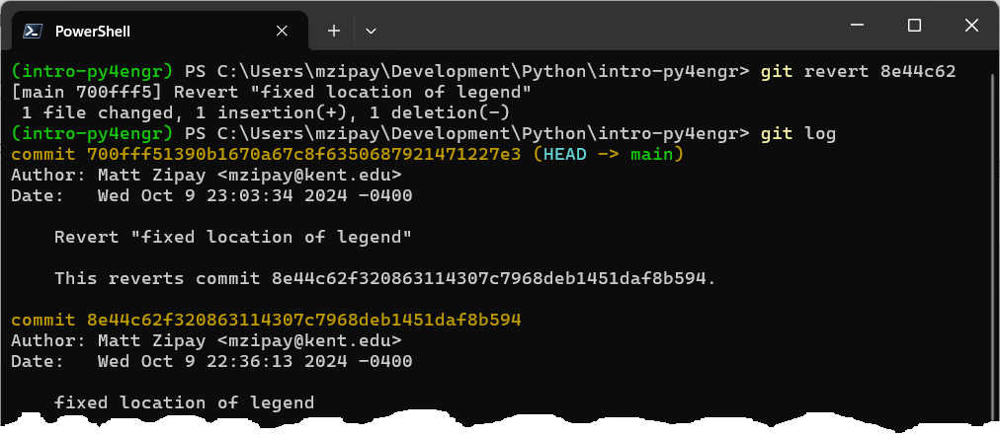 PowerShell
(intro-py4engr) PS C:\Users\mzipay\Development\Python\intro-py4engr> git revert 8e44c62
[main 700fff5] Revert "fixed location of legend"
 1 file changed, 1 insertion(+), 1 deletion(-)
(intro-py4engr) PS C:\Users\mzipay\Development\Python\intro-py4engr> git log
commit 700fff51390b1670a67c8f6350687921471227e3 (HEAD -> main)
Author: Matt Zipay <mzipay@kent.edu>
Date:   Wed Oct 9 23:03:34 2024 -0400
    Revert "fixed location of legend"
    This reverts commit 8e44c62f320863114307c7968deb1451daf8b594.
commit 8e44c62f320863114307c7968deb1451daf8b594
Author: Matt Zipay <mzipay@kent.edu>
Date:   Wed Oct 9 22:36:13 2024 -0400
    fixed location of legend